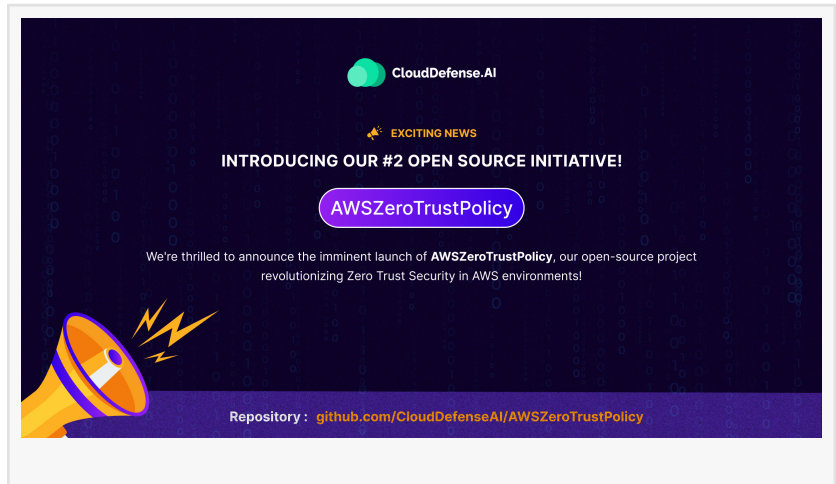 CloudDefense.AI
EXCITING NEWS
INTRODUCING OUR #2 OPEN SOURCE INITIATIVE!
AWSZeroTrustPolicy
We're thrilled to announce the imminent launch of AWSZeroTrustPolicy, our open-source project
revolutionizing Zero Trust Security in AWS environments!
Repository : github.com/CloudDefenseAI/AWSZeroTrustPolicy